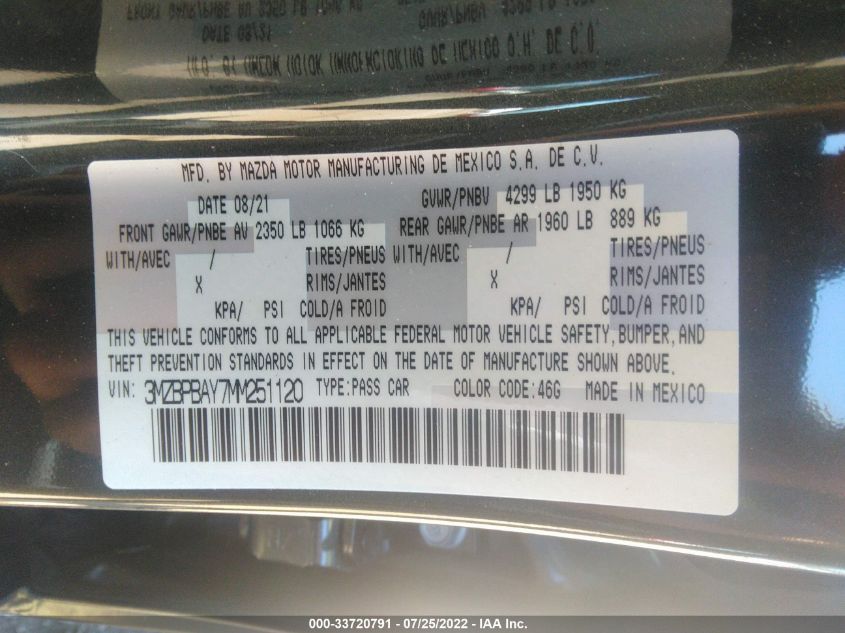 MFD. BY MAZDA MOTOR MANUFACTURING DE MEXICO S.A. DE C.V.
DATE 08/21 GVWR/PNBV 4299 LB 1950 KG
FRONT GAWR/PNBE AV 2350 LB 1066 KG REAR GAWR/PNBE AR 1960 LB 889 KG
WITH/AVEC / TIRES/PNEUS WITH/AVEC / TIRES/PNEUS
X RIMS/JANTES X RIMS/JANTES
KPA/ PSI COLD/A FROID KPA/ PSI COLD/A FROID
THIS VEHICLE CONFORMS TO ALL APPLICABLE FEDERAL MOTOR VEHICLE SAFETY, BUMPER, AND
THEFT PREVENTION STANDARDS IN EFFECT ON THE DATE OF MANUFACTURE SHOWN ABOVE.
VIN: 3MZBPBAY7MM251120 TYPE:PASS CAR COLOR CODE:46G MADE IN MEXICO
000-33720791 - 07/25/2022 - IAA Inc.